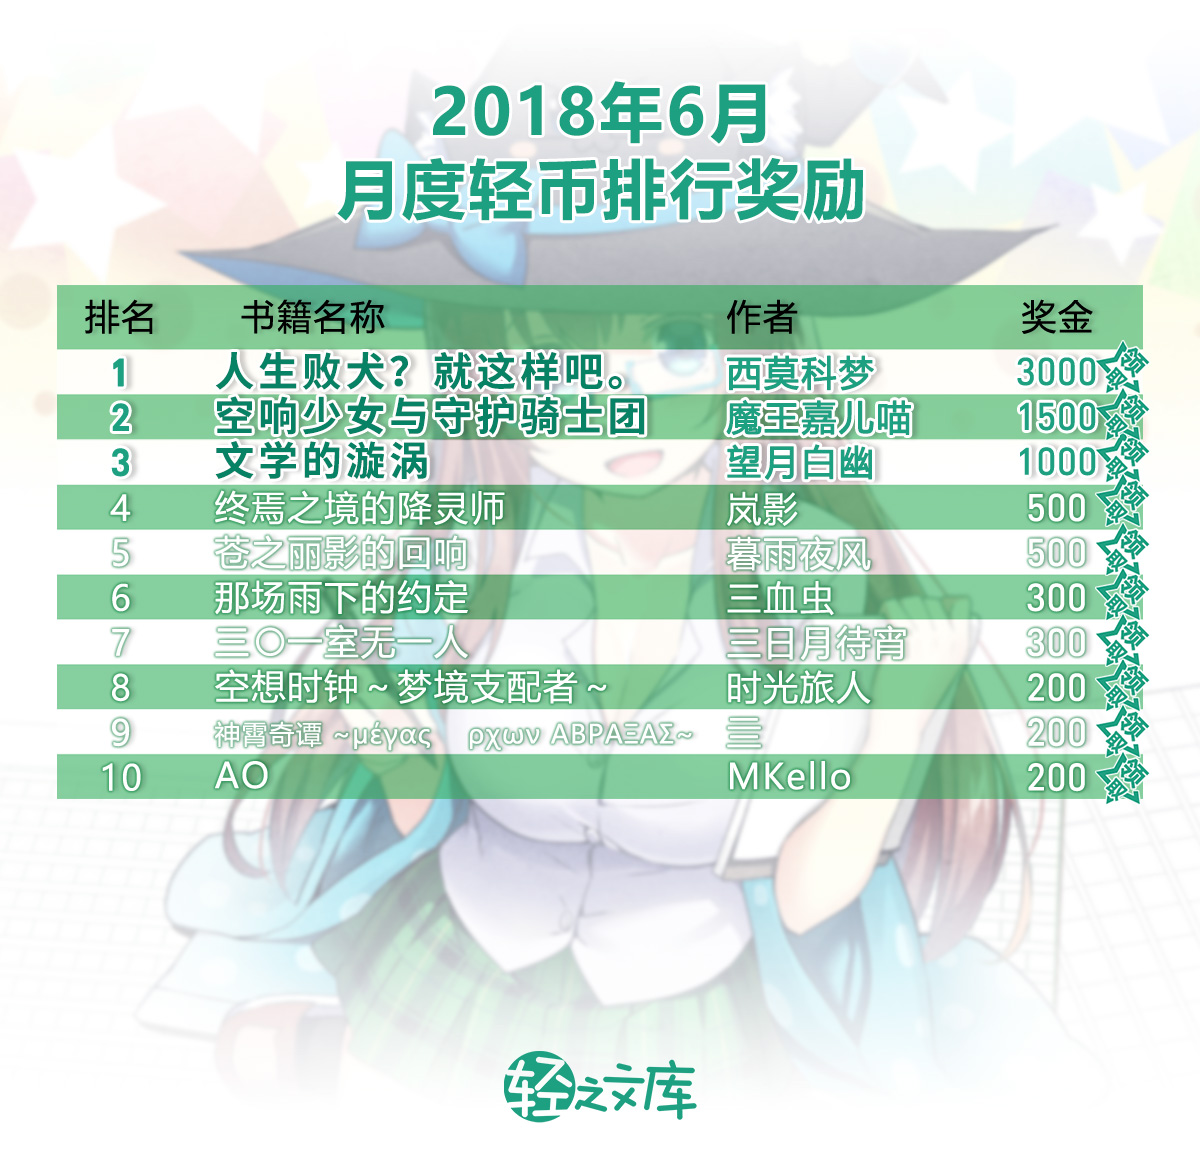 2018年6月
月度轻币排行奖励
排名 书籍名称 作者 奖金
1 人生败犬？就这样吧。 西莫科梦 3000
2 空响少女与守护骑士团 魔王嘉儿喵 1500
3 文学的漩涡 望月白幽 1000
4 终焉之境的降灵师 岚影 500
5 苍之丽影的回响 暮雨夜风 500
6 那场雨下的约定 三血虫 300
7 三〇一室无一人 三日月待宵 300
8 空想时钟～梦境支配者～ 时光旅人 200
9 神霄奇谭 ~μέγας ρχων ΑΒΡΑΞΑΣ~ 200
10 AO MKello 200
轻之文库